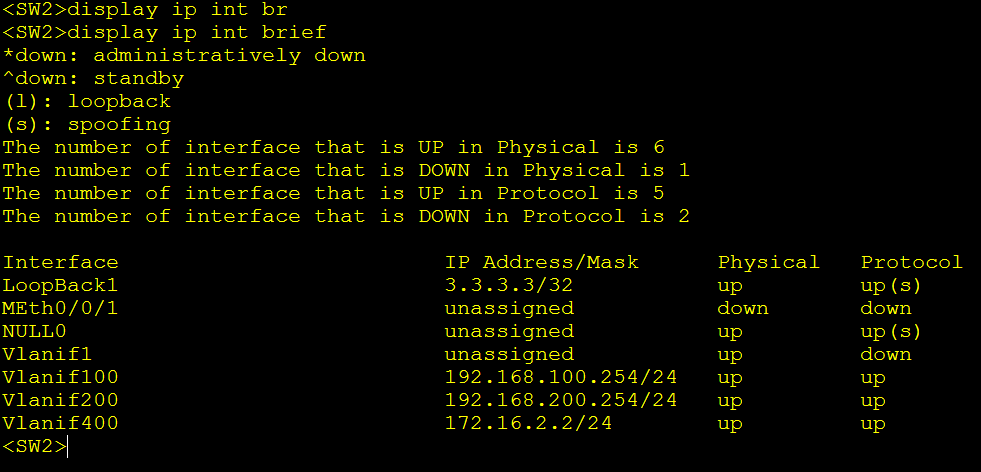 <SW2>display ip int br
<SW2>display ip int brief
*down: administratively down
^down: standby
(l): loopback
(s): spoofing
The number of interface that is UP in Physical is 6
The number of interface that is DOWN in Physical is 1
The number of interface that is UP in Protocol is 5
The number of interface that is DOWN in Protocol is 2
Interface IP Address/Mask Physical Protocol
LoopBack1 3.3.3.3/32 up up(s)
MEth0/0/1 unassigned down down
NULL0 unassigned up up(s)
Vlanif1 unassigned up down
Vlanif100 192.168.100.254/24 up up
Vlanif200 192.168.200.254/24 up up
Vlanif400 172.16.2.2/24 up up
<SW2>